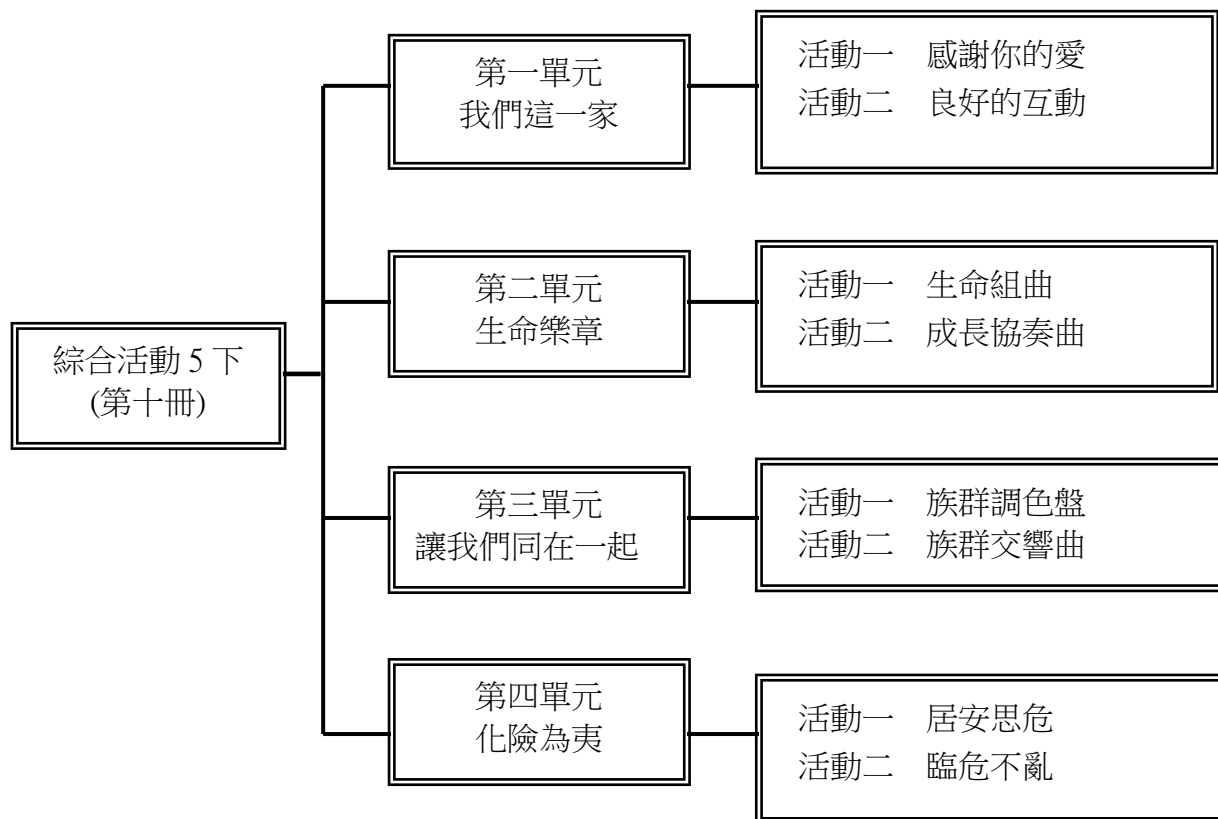 綜合活動 5 下
(第十冊)
第一單元
我們這一家
活動一　感謝你的愛
活動二　良好的互動
第二單元
生命樂章
活動一　生命組曲
活動二　成長協奏曲
第三單元
讓我們同在一起
活動一　族群調色盤
活動二　族群交響曲
第四單元
化險為夷
活動一　居安思危
活動二　臨危不亂